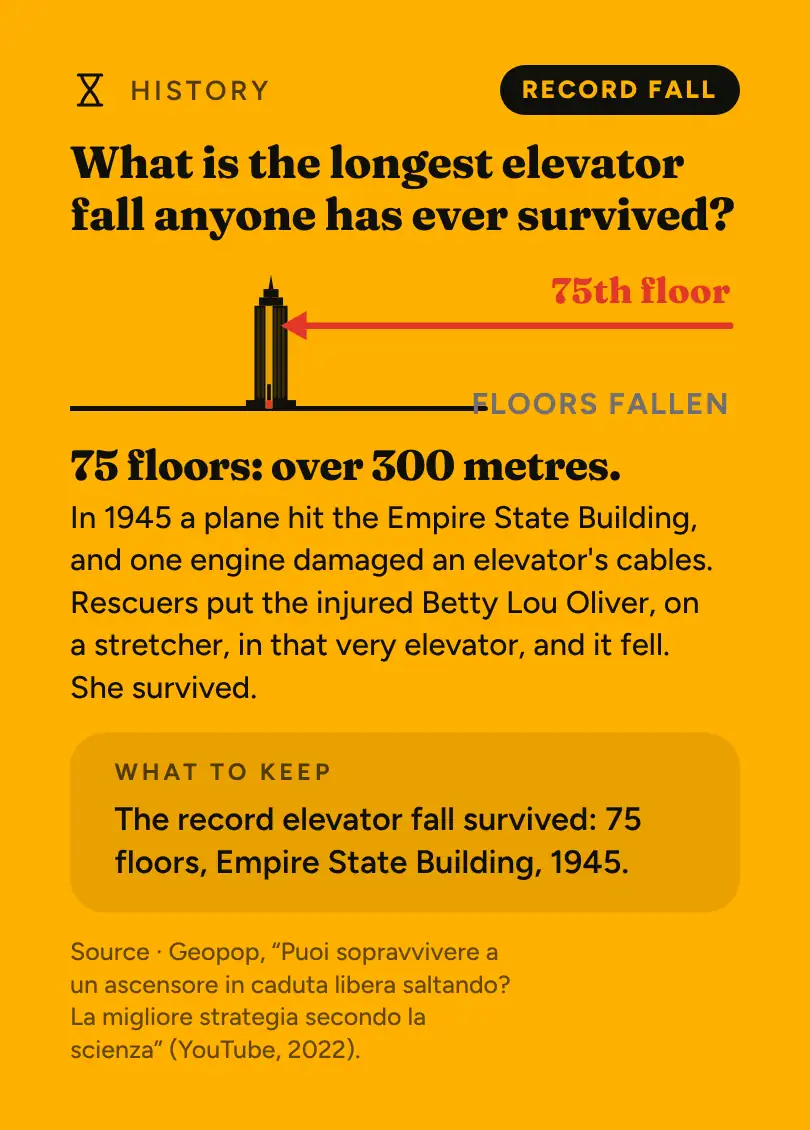 HISTORY
RECORD FALL
What is the longest elevator
fall anyone has ever survived?
75th floor
FLOORS FALLEN
75 floors: over 300 metres.
In 1945 a plane hit the Empire State Building,
and one engine damaged an elevator's cables.
Rescuers put the injured Betty Lou Oliver, on
a stretcher, in that very elevator, and it fell.
She survived.
WHAT TO KEEP
The record elevator fall survived: 75
floors, Empire State Building, 1945.
Source · Geopop, “Puoi sopravvivere a
un ascensore in caduta libera saltando?
La migliore strategia secondo la
scienza” (YouTube, 2022).